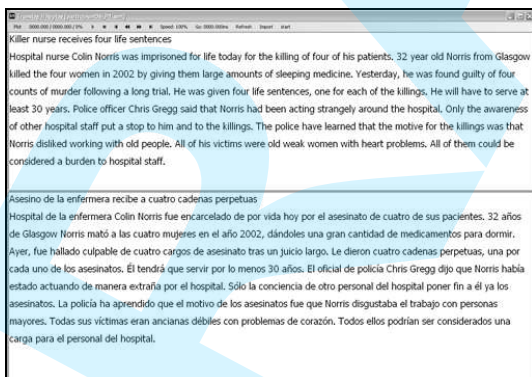 Plot 0000.000 / 0000.000 / 0% Speed 100% Go: 0000.000ms Refresh Import start
Killer nurse receives four life sentences
Hospital nurse Colin Norris was imprisoned for life today for the killing of four of his patients. 32 year old Norris from Glasgow
killed the four women in 2002 by giving them large amounts of sleeping medicine. Yesterday, he was found guilty of four
counts of murder following a long trial. He was given four life sentences, one for each of the killings. He will have to serve at
least 30 years. Police officer Chris Gregg said that Norris had been acting strangely around the hospital. Only the awareness
of other hospital staff put a stop to him and to the killings. The police have learned that the motive for the killings was that
Norris disliked working with old people. All of his victims were old weak women with heart problems. All of them could be
considered a burden to hospital staff.
Asesino de la enfermera recibe a cuatro cadenas perpetuas
Hospital de la enfermera Colin Norris fue encarcelado de por vida hoy por el asesinato de cuatro de sus pacientes. 32 años
de Glasgow Norris mató a las cuatro mujeres en el año 2002, dándoles una gran cantidad de medicamentos para dormir.
Ayer, fue hallado culpable de cuatro cargos de asesinato tras un juicio largo. Le dieron cuatro cadenas perpetuas, una por
cada uno de los asesinatos. Él tendrá que servir por lo menos 30 años. El oficial de policía Chris Gregg dijo que Norris había
estado actuando de manera extraña por el hospital. Sólo la conciencia de otro personal del hospital poner fin a él ya los
asesinatos. La policía ha aprendido que el motivo de los asesinatos fue que Norris disgustaba el trabajo con personas
mayores. Todas sus víctimas eran ancianas débiles con problemas de corazón. Todos ellos podrían ser considerados una
carga para el personal del hospital.